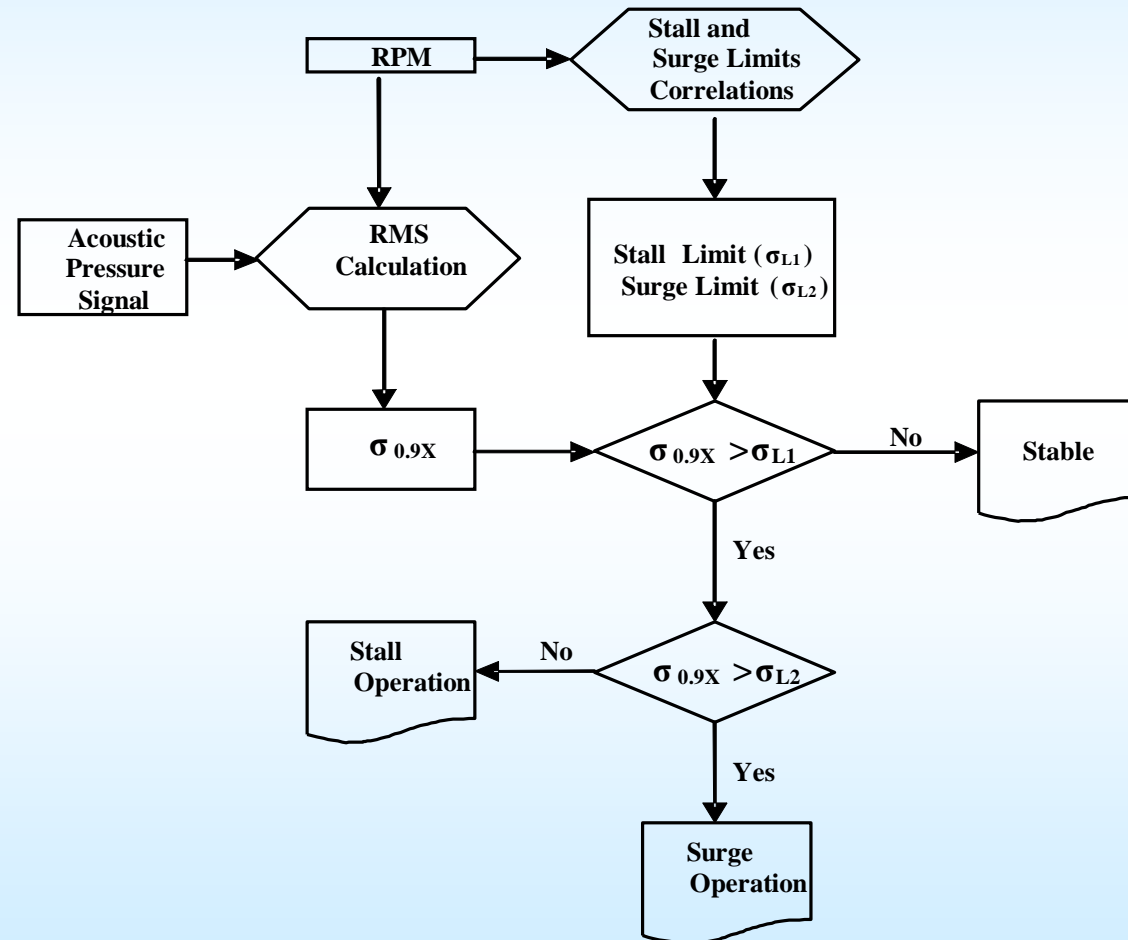 RPM
Stall and
Surge Limits
Correlations
Acoustic
Pressure
Signal
RMS
Calculation
Stall Limit (σL1)
Surge Limit (σL2)
σ 0.9X
σ 0.9X >σL1
No
Stable
Yes
Stall
Operation
No
σ 0.9X >σL2
Yes
Surge
Operation